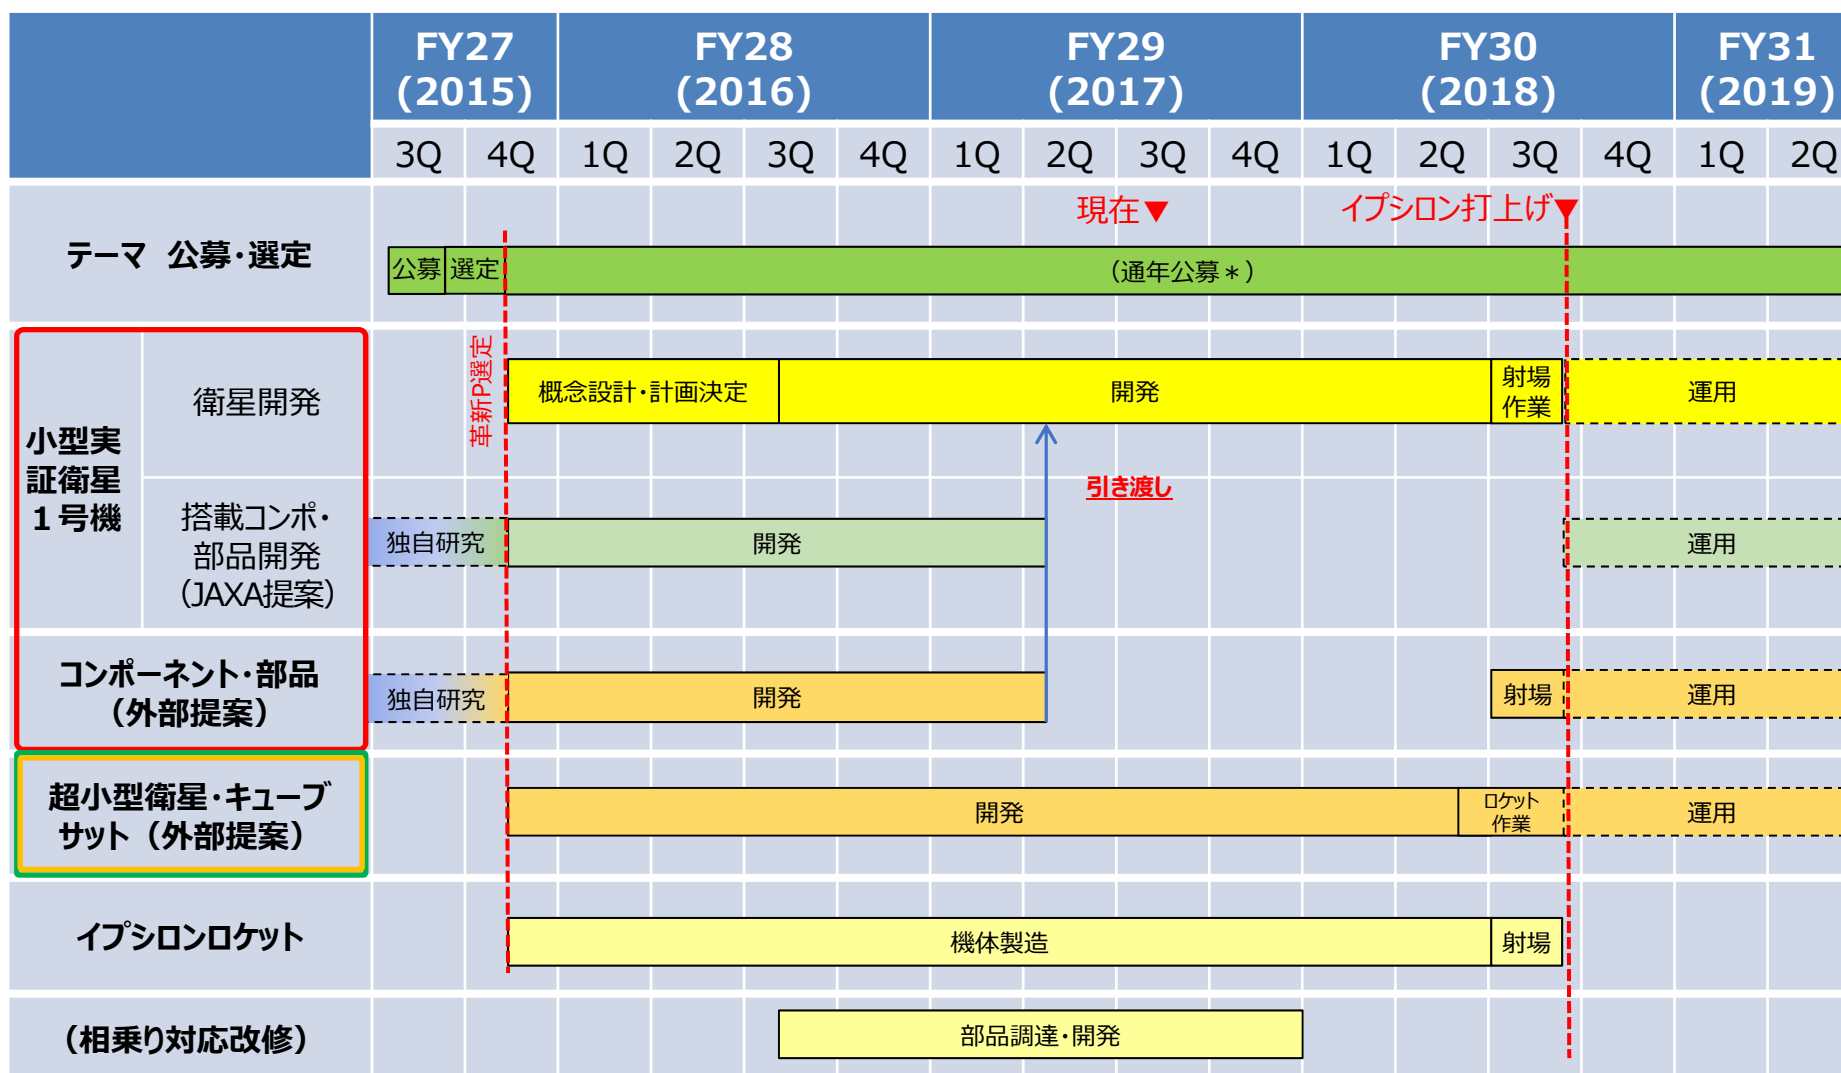 FY27
(2015)
FY28
(2016)
FY29
(2017)
FY30
(2018)
FY31
(2019)
3Q 4Q 1Q 2Q 3Q 4Q 1Q 2Q 3Q 4Q 1Q 2Q 3Q 4Q 1Q 2Q
現在▼
イプシロン打上げ▼
テーマ 公募・選定
公募
選定
（通年公募＊）
革新P選定
小型実
証衛星
１号機
衛星開発
概念設計・計画決定
開発
射場
作業
運用
引き渡し
搭載コンポ・
部品開発
（JAXA提案）
独自研究
開発
運用
コンポーネント・部品
（外部提案）
独自研究
開発
射場
運用
超小型衛星・キューブ
サット（外部提案）
開発
ロケット
作業
運用
イプシロンロケット
機体製造
射場
（相乗り対応改修）
部品調達・開発